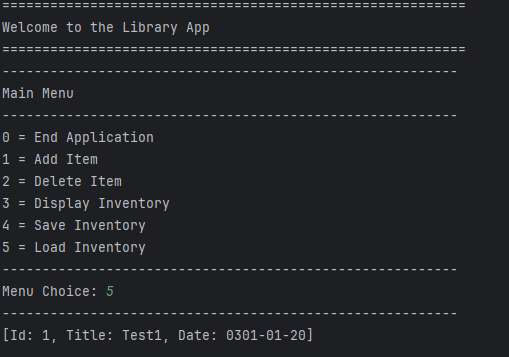 ==========================================================
Welcome to the Library App
==========================================================
---------------------------------------------------------
Main Menu
---------------------------------------------------------
0 = End Application
1 = Add Item
2 = Delete Item
3 = Display Inventory
4 = Save Inventory
5 = Load Inventory
---------------------------------------------------------
Menu Choice: 5
---------------------------------------------------------
[Id: 1, Title: Test1, Date: 0301-01-20]